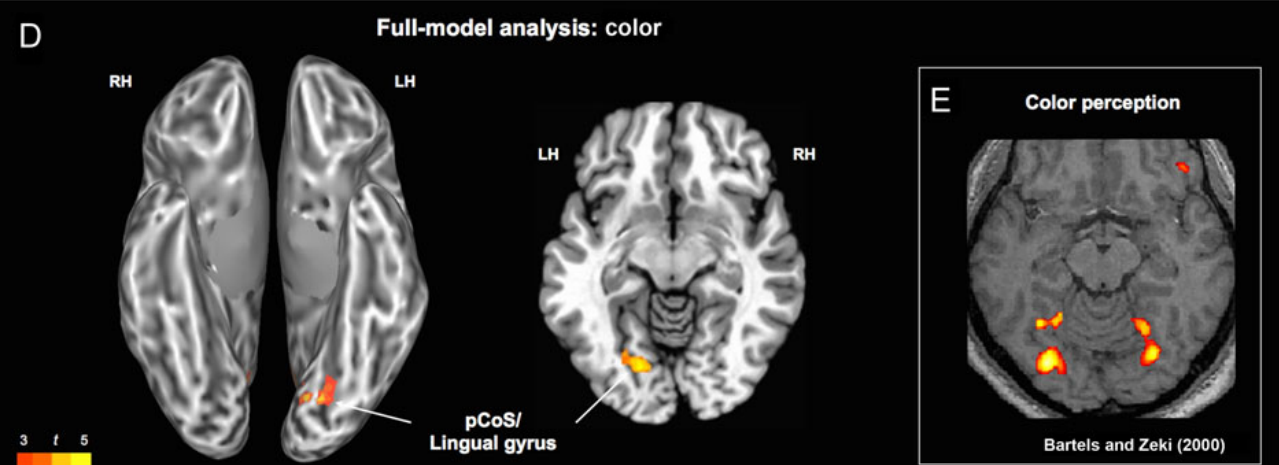 D
Full-model analysis: color
RH
LH
LH
RH
pCoS/
Lingual gyrus
3 t 5
E
Color perception
Bartels and Zeki (2000)